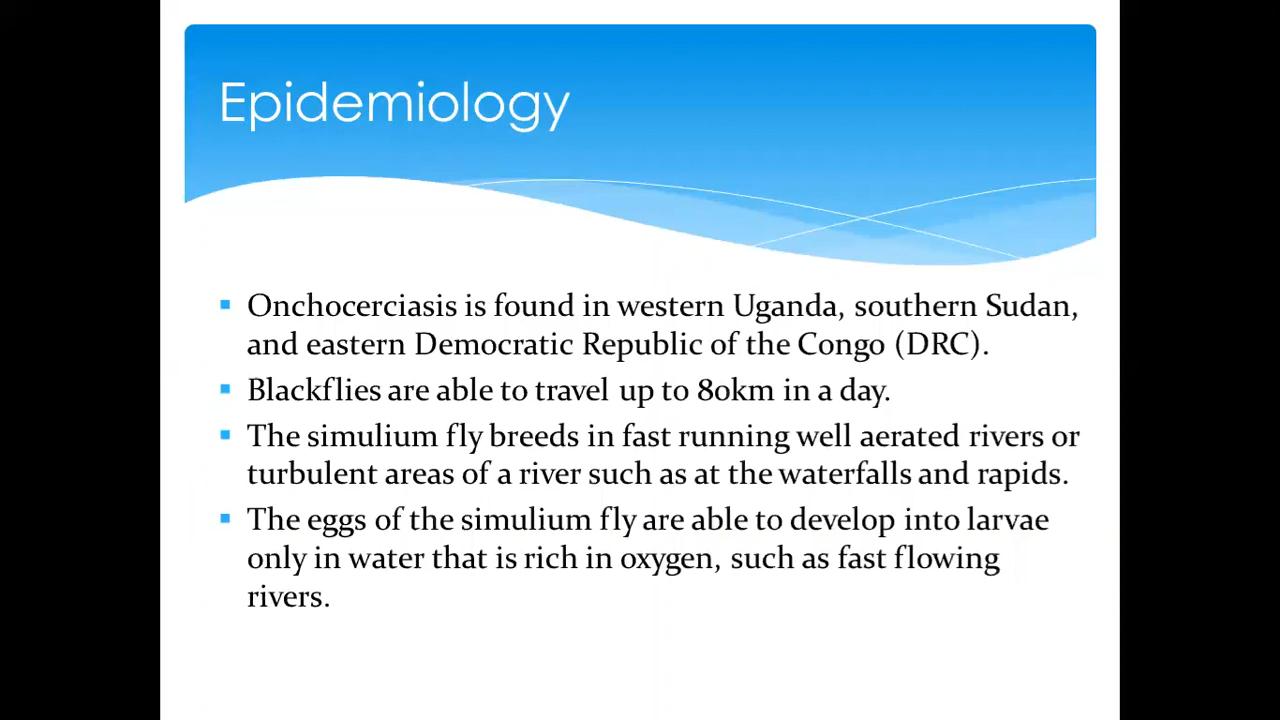 Epidemiology
Onchocerciasis is found in western Uganda, southern Sudan,
and eastern Democratic Republic of the Congo (DRC).
Blackflies are able to travel up to 80km in a day.
The simulium fly breeds in fast running well aerated rivers or
turbulent areas of a river such as at the waterfalls and rapids.
The eggs of the simulium fly are able to develop into larvae
only in water that is rich in oxygen, such as fast flowing
rivers.